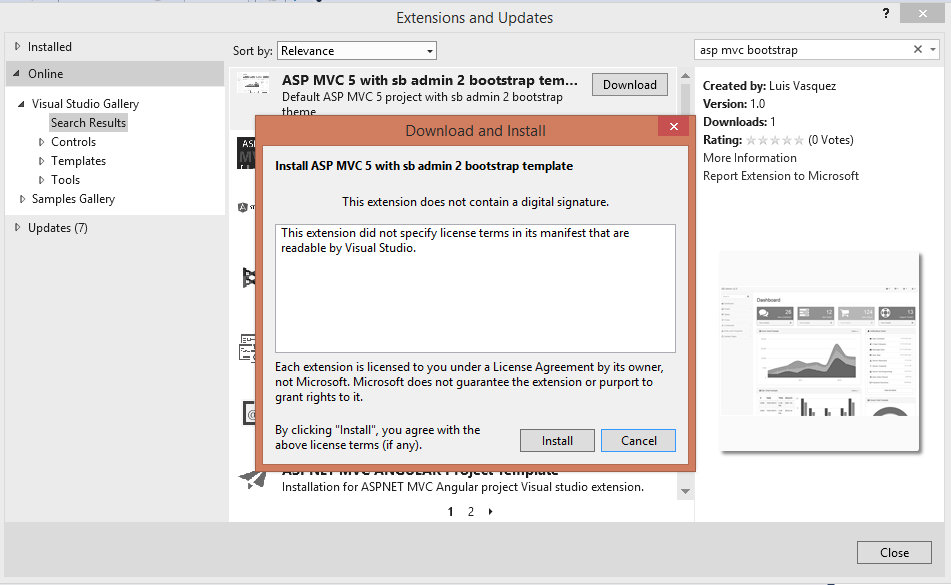 Extensions and Updates
?
Installed
Online
Visual Studio Gallery
Search Results
Controls
Templates
Tools
Samples Gallery
Updates (7)
Sort by: Relevance
asp mvc bootstrap
ASP MVC 5 with sb admin 2 bootstrap tem...
Download
Default ASP MVC 5 project with sb admin 2 bootstrap
theme
Download and Install
Install ASP MVC 5 with sb admin 2 bootstrap template
This extension does not contain a digital signature.
This extension did not specify license terms in its manifest that are
readable by Visual Studio.
Each extension is licensed to you under a License Agreement by its owner,
not Microsoft. Microsoft does not guarantee the extension or purport to
grant rights to it.
By clicking "Install", you agree with the
above license terms (if any).
Install
Cancel
ASPNET MVC ANGULAR Project Template
Installation for ASPNET MVC Angular project Visual studio extension.
1 2
Created by: Luis Vasquez
Version: 1.0
Downloads: 1
Rating: (0 Votes)
More Information
Report Extension to Microsoft
Dashboard
26
12
124
13
Close